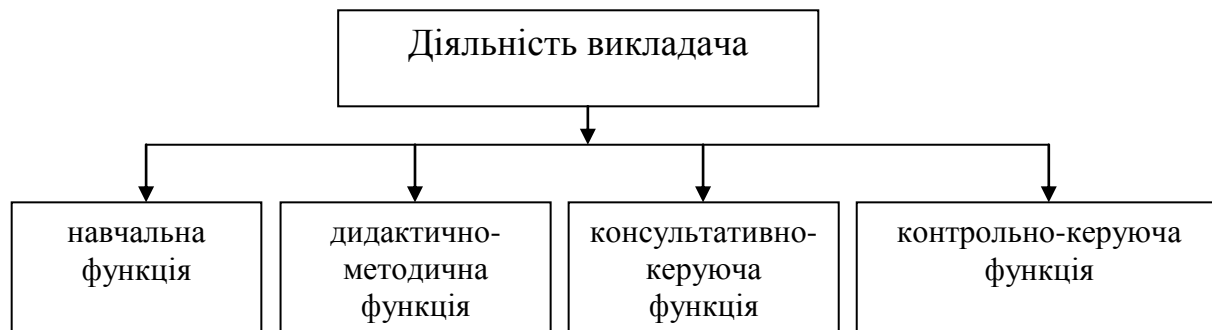 Діяльність викладача
навчальна
функція
дидактично-
методична
функція
консультативно-
керуюча
функція
контрольно-керуюча
функція